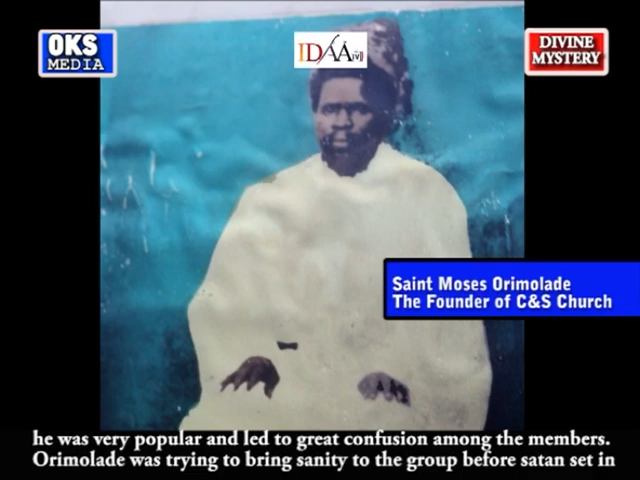 OKS
MEDIA
IDAA tv
DIVINE
MYSTERY
Saint Moses Orimolade
The Founder of C&S Church
he was very popular and led to great confusion among the members.
Orimolade was trying to bring sanity to the group before satan set in